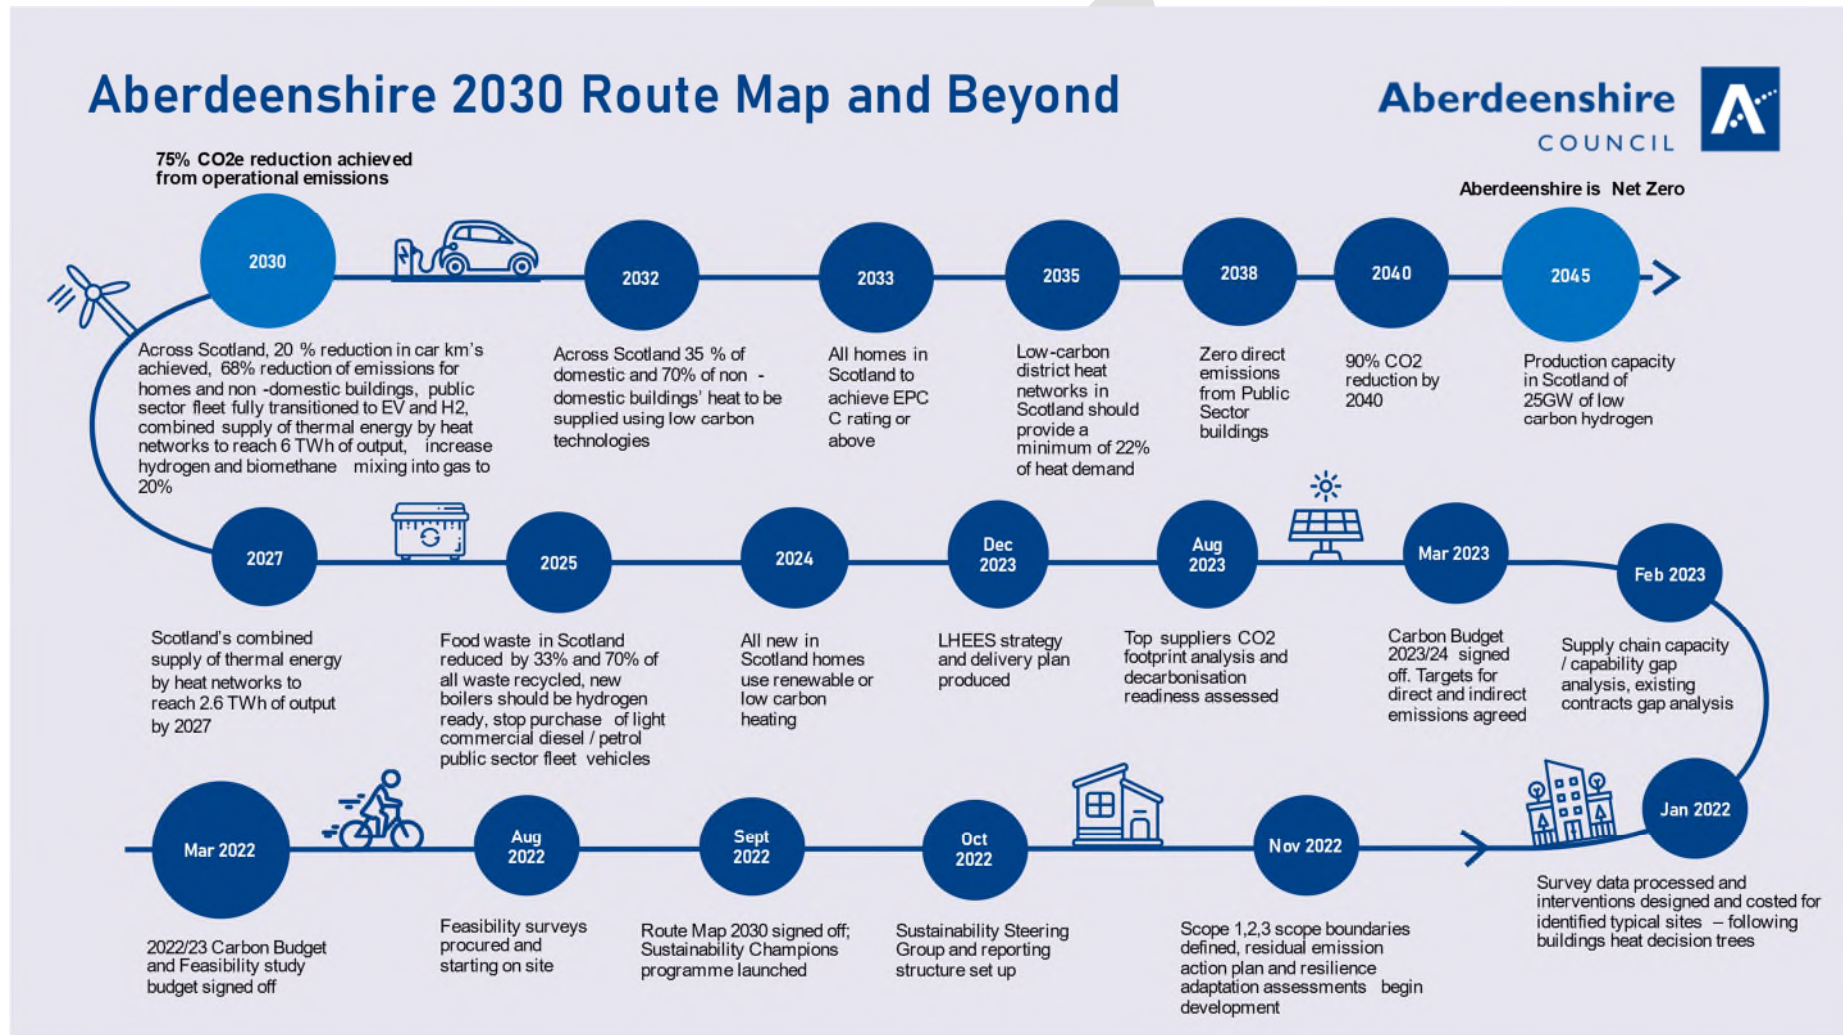 Aberdeenshire 2030 Route Map and Beyond
Aberdeenshire
COUNCIL
75% CO2e reduction achieved
from operational emissions
Aberdeenshire is Net Zero
2030
2032
2033
2035
2038
2040
2045
Across Scotland, 20 % reduction in car km's
achieved, 68% reduction of emissions for
homes and non -domestic buildings, public
sector fleet fully transitioned to EV and H2,
combined supply of thermal energy by heat
networks to reach 6 TWh of output, increase
hydrogen and biomethane mixing into gas to
20%
Across Scotland 35 % of
domestic and 70% of non -
domestic buildings' heat to be
supplied using low carbon
technologies
All homes in
Scotland to
achieve EPC
C rating or
above
Low-carbon
district heat
networks in
Scotland should
provide a
minimum of 22%
of heat demand
Zero direct
emissions
from Public
Sector
buildings
90% CO2
reduction by
2040
Production capacity
in Scotland of
25GW of low
carbon hydrogen
2027
2025
2024
Dec
2023
Aug
2023
Mar 2023
Feb 2023
Scotland's combined
supply of thermal energy
by heat networks to
reach 2.6 TWh of output
by 2027
Food waste in Scotland
reduced by 33% and 70% of
all waste recycled, new
boilers should be hydrogen
ready, stop purchase of light
commercial diesel / petrol
public sector fleet vehicles
All new in
Scotland homes
use renewable or
low carbon
heating
LHEES strategy
and delivery plan
produced
Top suppliers CO2
footprint analysis and
decarbonisation
readiness assessed
Carbon Budget
2023/24 signed
off. Targets for
direct and indirect
emissions agreed
Supply chain capacity
/ capability gap
analysis, existing
contracts gap analysis
Mar 2022
Aug
2022
Sept
2022
Oct
2022
Nov 2022
Jan 2022
2022/23 Carbon Budget
and Feasibility study
budget signed off
Feasibility surveys
procured and
starting on site
Route Map 2030 signed off;
Sustainability Champions
programme launched
Sustainability Steering
Group and reporting
structure set up
Scope 1,2,3 scope boundaries
defined, residual emission
action plan and resilience
adaptation assessments begin
development
Survey data processed and
interventions designed and costed for
identified typical sites – following
buildings heat decision trees